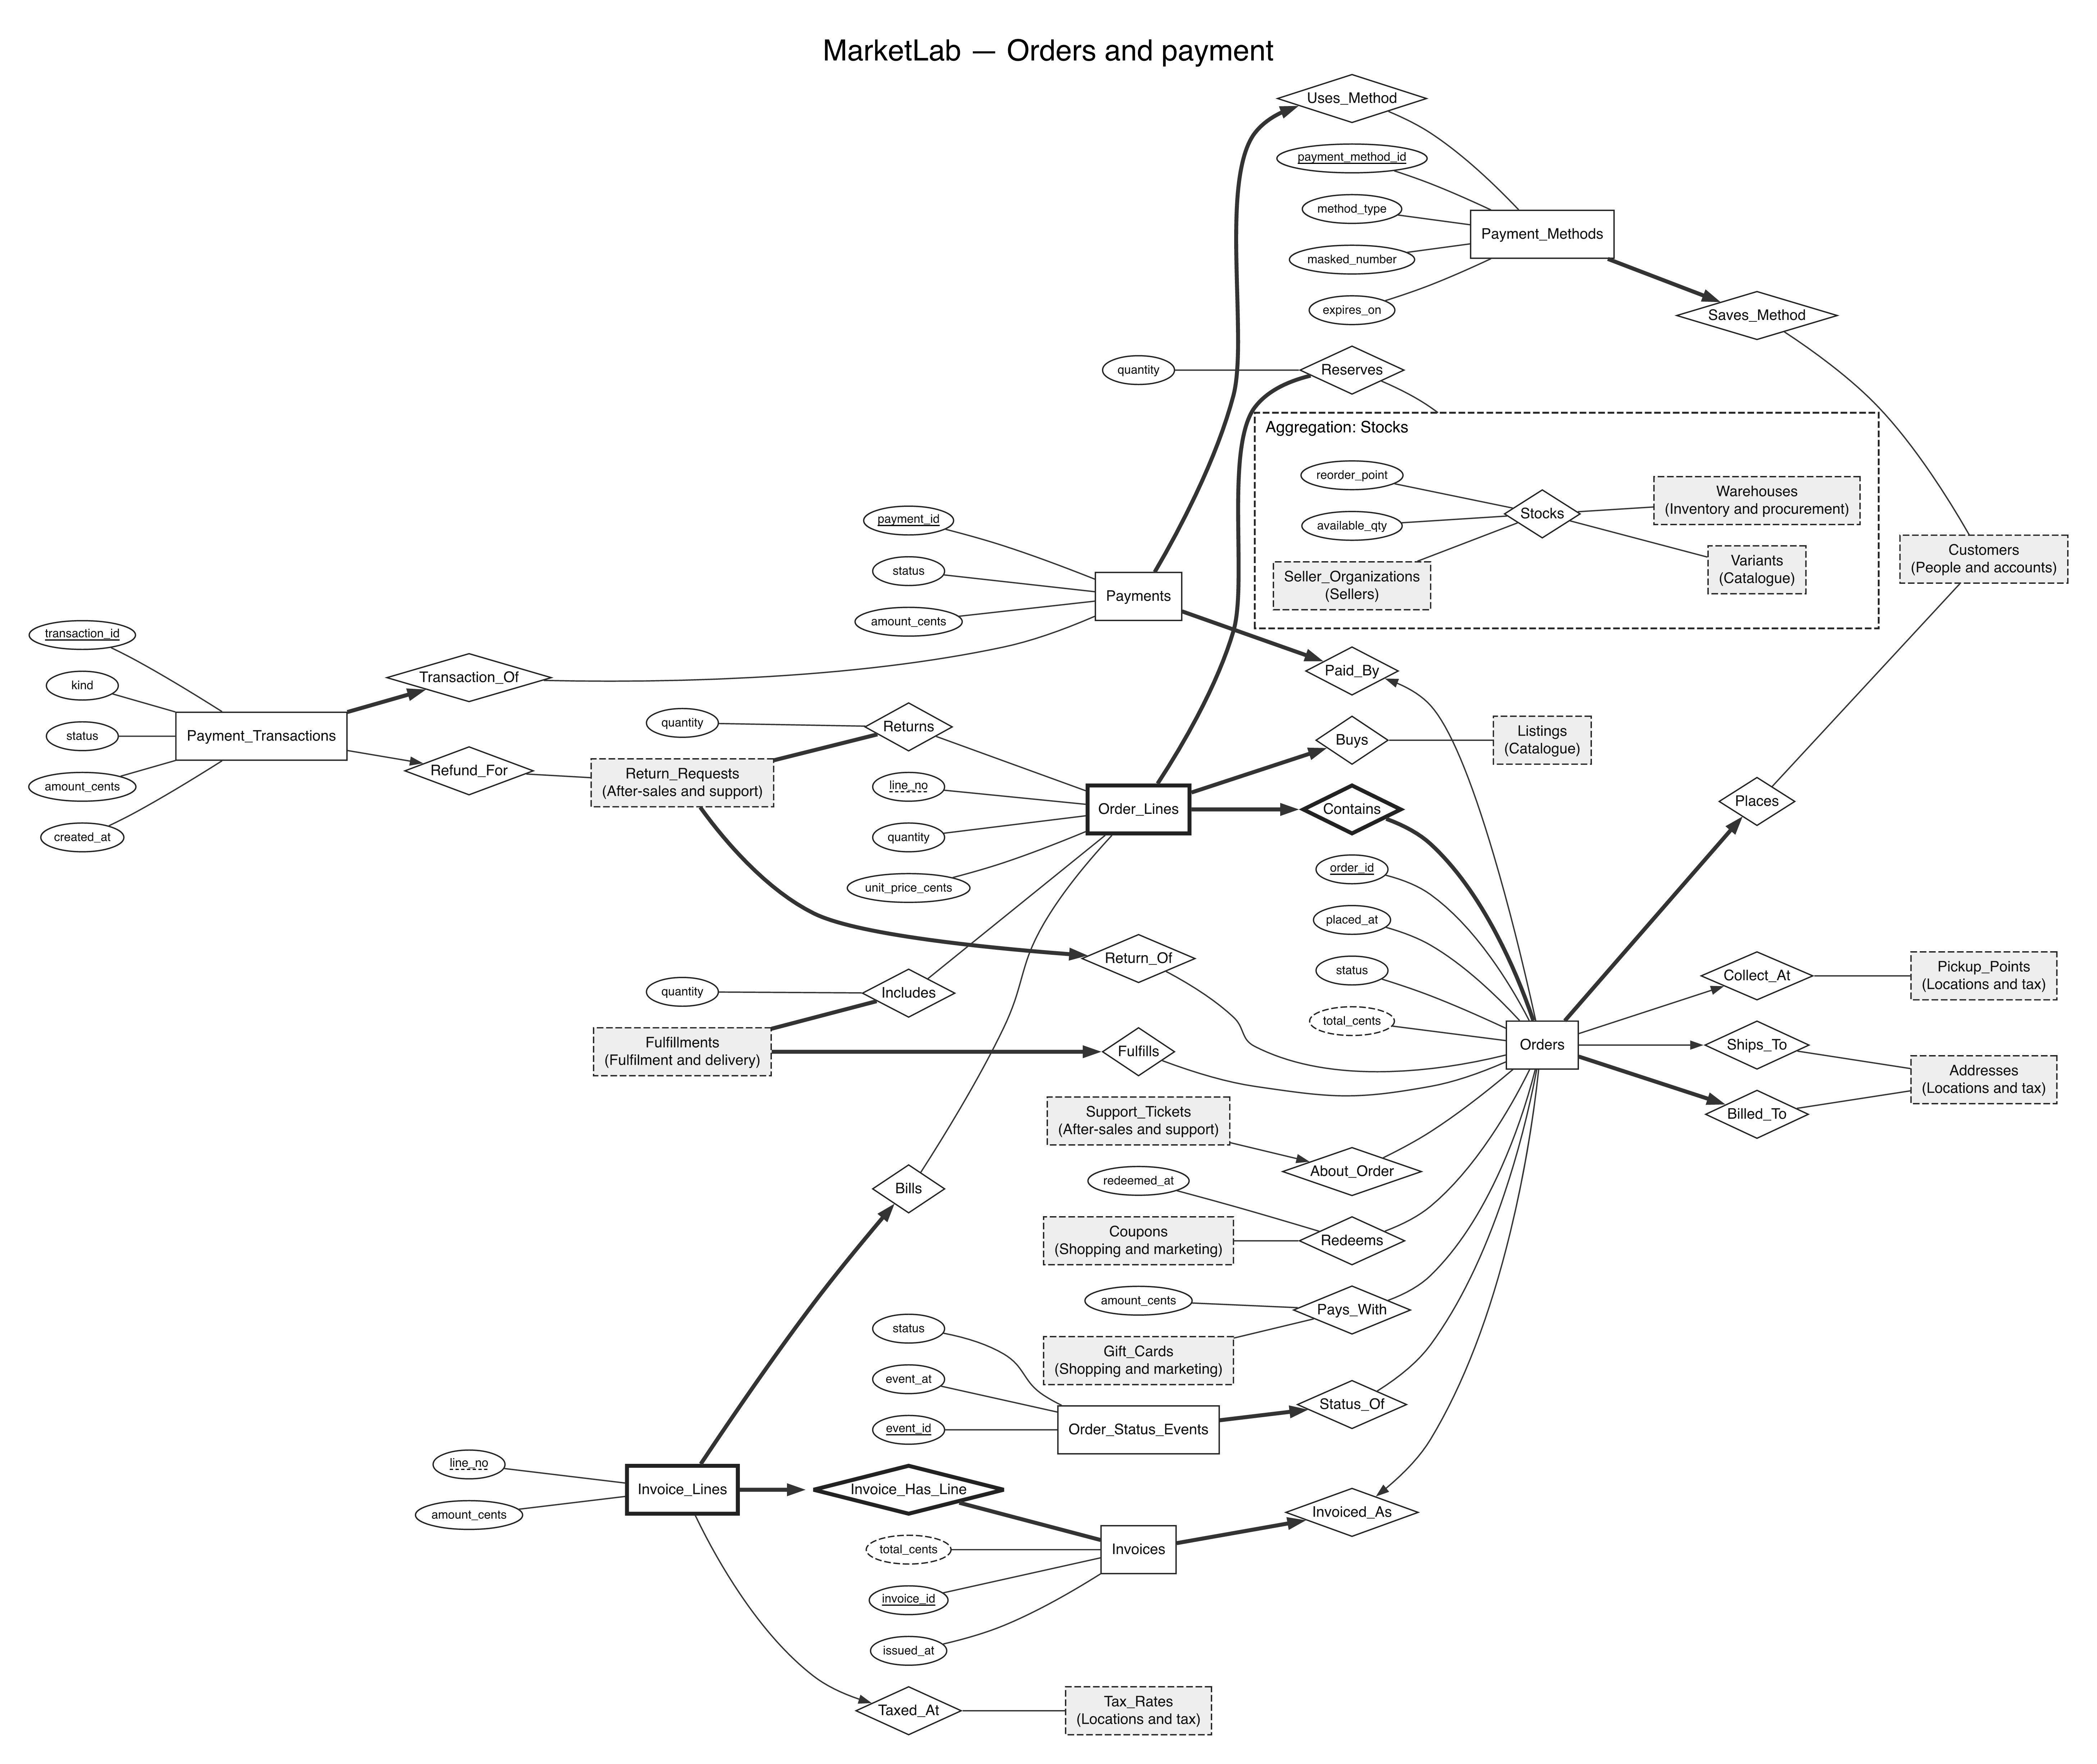 MarketLab — Orders and payment
Uses_Method
payment_method_id
method_type
Payment_Methods
masked_number
expires_on
Saves_Method
quantity
Reserves
Aggregation: Stocks
reorder_point
available_qty
Stocks
Warehouses
(Inventory and procurement)
Variants
(Catalogue)
Seller_Organizations
(Sellers)
Customers
(People and accounts)
payment_id
status
amount_cents
Payments
Paid_By
transaction_id
kind
status
amount_cents
created_at
Payment_Transactions
Transaction_Of
Refund_For
quantity
Returns
Return_Requests
(After-sales and support)
line_no
quantity
unit_price_cents
Order_Lines
Buys
Listings
(Catalogue)
Contains
Places
order_id
placed_at
status
total_cents
Return_Of
quantity
Includes
Fulfillments
(Fulfilment and delivery)
Fulfills
Orders
Collect_At
Pickup_Points
(Locations and tax)
Ships_To
Addresses
(Locations and tax)
Billed_To
Support_Tickets
(After-sales and support)
About_Order
Bills
redeemed_at
Coupons
(Shopping and marketing)
Redeems
amount_cents
Pays_With
Gift_Cards
(Shopping and marketing)
status
event_at
event_id
Order_Status_Events
Status_Of
line_no
amount_cents
Invoice_Lines
Invoice_Has_Line
Invoiced_As
total_cents
invoice_id
issued_at
Invoices
Taxed_At
Tax_Rates
(Locations and tax)